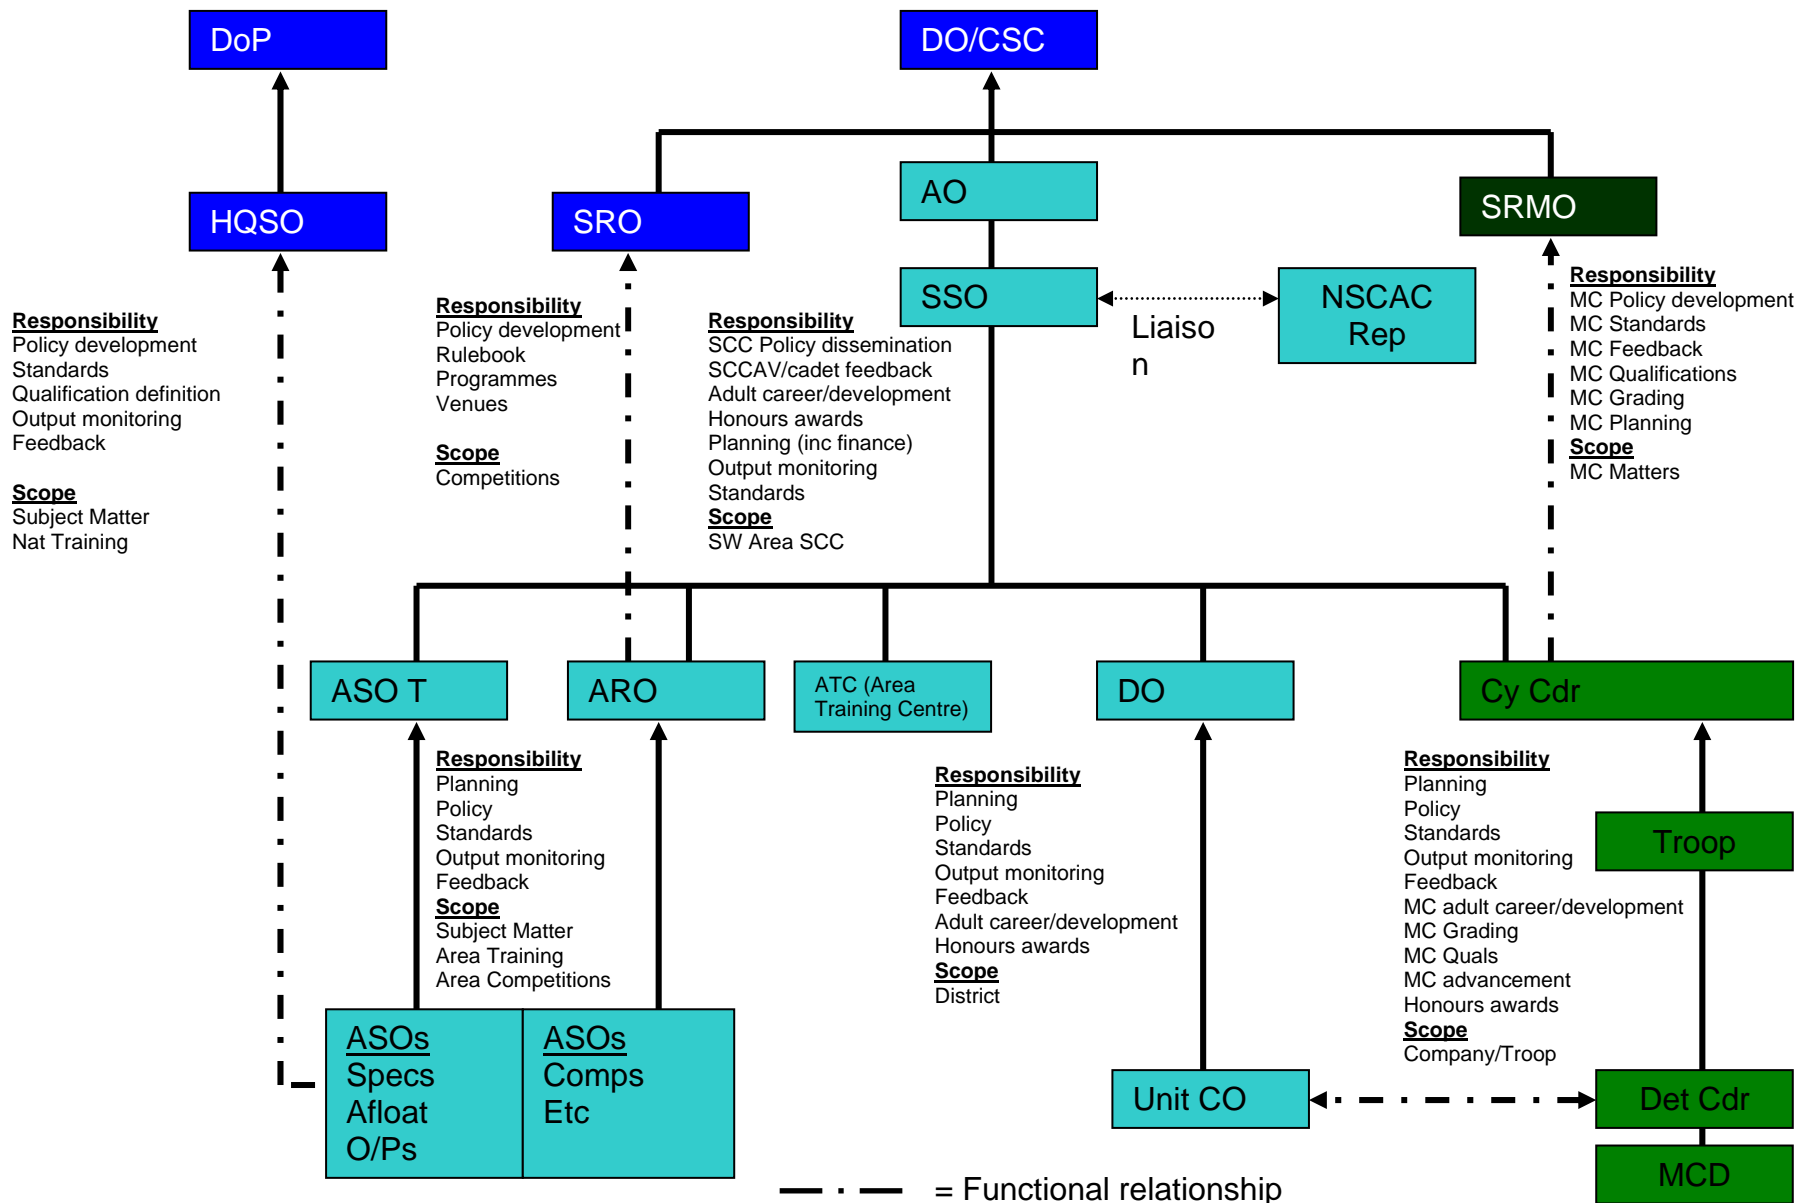 DoP
DO/CSC
HQSO
SRO
AO
SRMO
SSO
NSCAC
Rep
Liaiso
n
Responsibility
Policy development
Standards
Qualification definition
Output monitoring
Feedback
Scope
Subject Matter
Nat Training
Responsibility
Policy development
Rulebook
Programmes
Venues
Scope
Competitions
Responsibility
SCC Policy dissemination
SCCAV/cadet feedback
Adult career/development
Honours awards
Planning (inc finance)
Output monitoring
Standards
Scope
SW Area SCC
Responsibility
MC Policy development
MC Standards
MC Feedback
MC Qualifications
MC Grading
MC Planning
Scope
MC Matters
ASO T
ARO
ATC (Area
Training Centre)
DO
Cy Cdr
Responsibility
Planning
Policy
Standards
Output monitoring
Feedback
Scope
Subject Matter
Area Training
Area Competitions
Responsibility
Planning
Policy
Standards
Output monitoring
Feedback
Adult career/development
Honours awards
Scope
District
Responsibility
Planning
Policy
Standards
Output monitoring
Feedback
MC adult career/development
MC Grading
MC Quals
MC advancement
Honours awards
Scope
Company/Troop
Troop
ASOs
Specs
Afloat
O/Ps
ASOs
Comps
Etc
Unit CO
Det Cdr
MCD
= Functional relationship